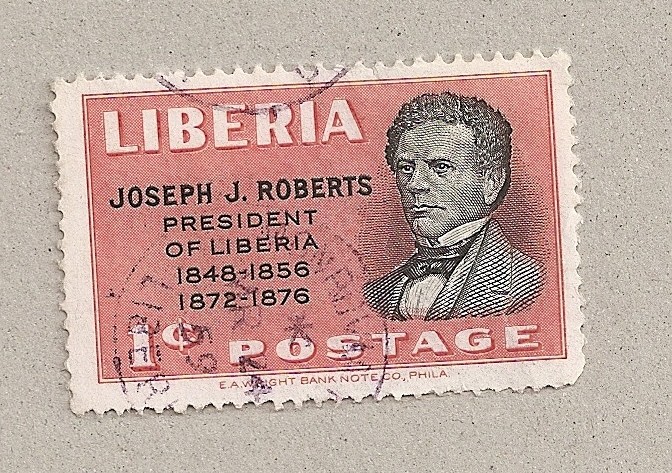 LIBERIA
JOSEPH J. ROBERTS
PRESIDENT
OF LIBERIA
1848-1856
1872-1876
1¢ POSTAGE
E.A. WRIGHT BANK NOTE CO., PHILA.